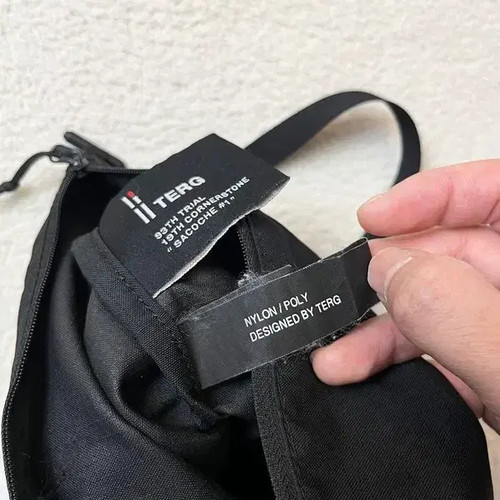 TERG
93TH TRIAL
19TH CORNERSTONE
" SACOCHE #1 "
NYLON / POLY
DESIGNED BY TERG